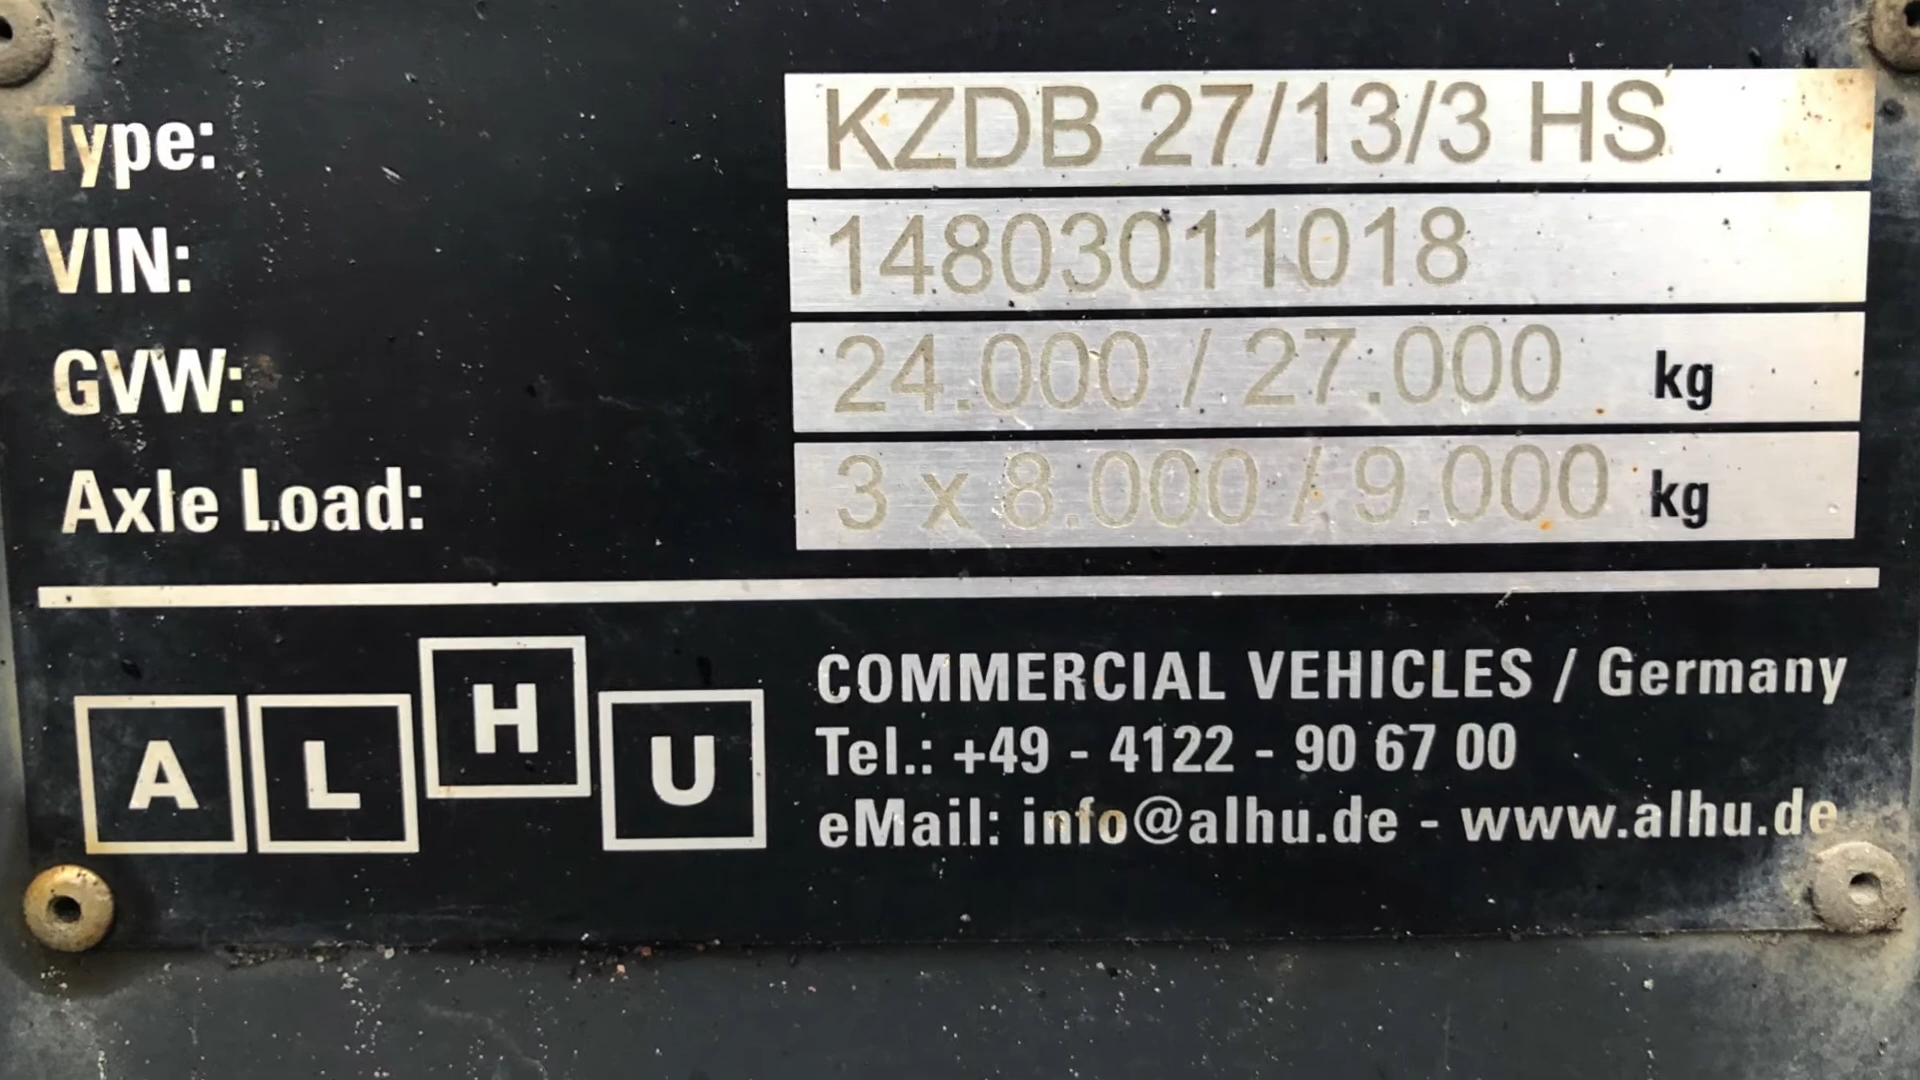 Type: KZDB 27/13/3 HS
VIN: 14803011018
GVW: 24.000 / 27.000 kg
Axle Load: 3 x 8.000 / 9.000 kg
ALHU
COMMERCIAL VEHICLES / Germany
Tel.: +49 - 4122 - 90 67 00
eMail: info@alhu.de - www.alhu.de